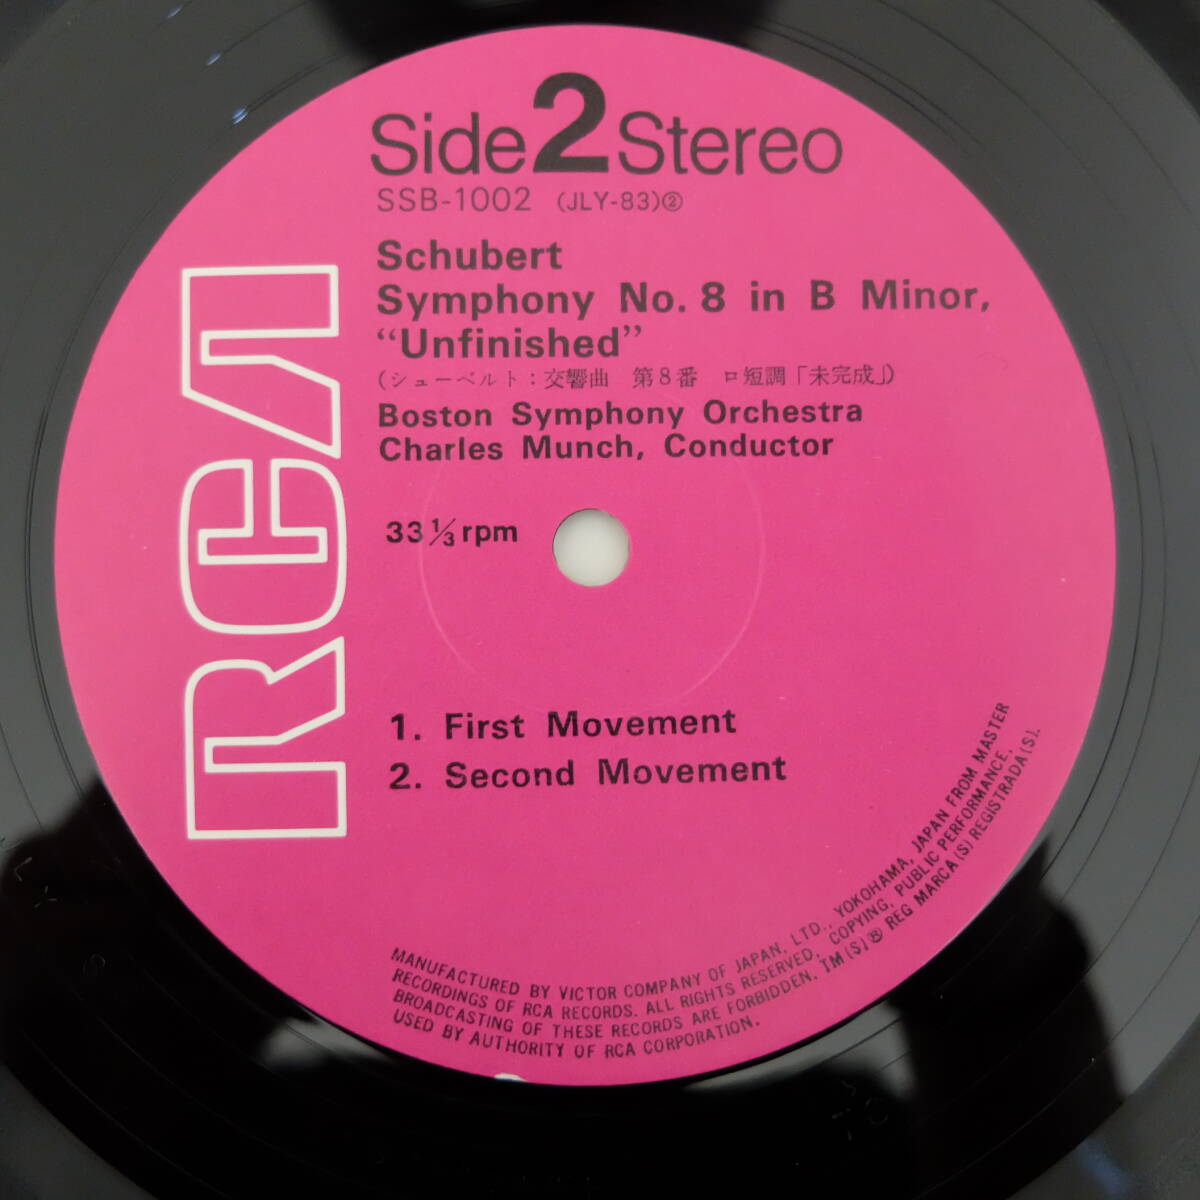 RCA
Side 2 Stereo
SSB-1002 (JLY-83)②
Schubert
Symphony No. 8 in B Minor,
“Unfinished”
(シューベルト：交響曲 第8番 ロ短調「未完成」)
Boston Symphony Orchestra
Charles Munch, Conductor
33 1/3 rpm
1. First Movement
2. Second Movement
MANUFACTURED BY VICTOR COMPANY OF JAPAN, LTD., YOKOHAMA, JAPAN FROM MASTER
RECORDINGS OF RCA RECORDS. ALL RIGHTS RESERVED, COPYING, PUBLIC PERFORMANCE,
BROADCASTING OF THESE RECORDS ARE FORBIDDEN. TM(S)® REG MARCA(S) REGISTRADA(S).
USED BY AUTHORITY OF RCA CORPORATION.